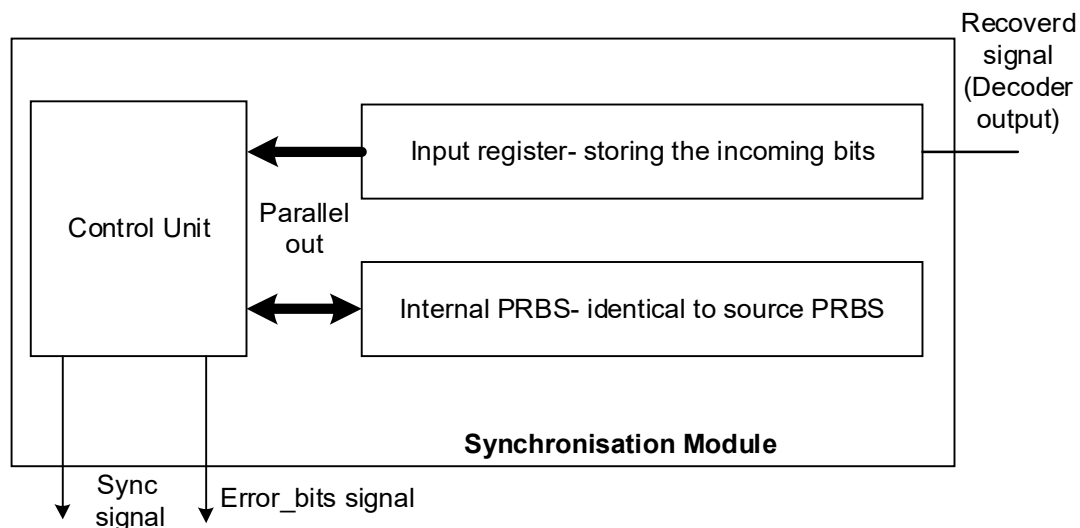 Recoverd
signal
(Decoder
output)
Input register- storing the incoming bits
Control Unit
Parallel
out
Internal PRBS- identical to source PRBS
Synchronisation Module
Sync
signal
Error_bits signal